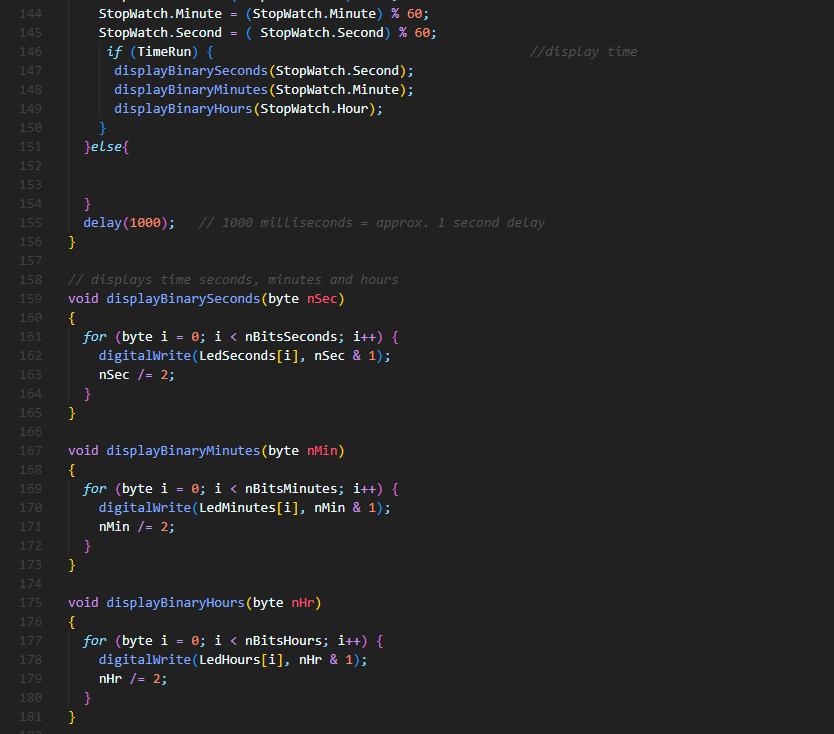 144 StopWatch.Minute = (StopWatch.Minute) % 60;
145 StopWatch.Second = ( StopWatch.Second) % 60;
146 if (TimeRun) { //display time
147 displayBinarySeconds(StopWatch.Second);
148 displayBinaryMinutes(StopWatch.Minute);
149 displayBinaryHours(StopWatch.Hour);
150 }
151 }else{
152
153
154 }
155 delay(1000); // 1000 milliseconds = approx. 1 second delay
156 }
157
158 // displays time seconds, minutes and hours
159 void displayBinarySeconds(byte nSec)
160 {
161 for (byte i = 0; i < nBitsSeconds; i++) {
162 digitalWrite(LedSeconds[i], nSec & 1);
163 nSec /= 2;
164 }
165 }
166
167 void displayBinaryMinutes(byte nMin)
168 {
169 for (byte i = 0; i < nBitsMinutes; i++) {
170 digitalWrite(LedMinutes[i], nMin & 1);
171 nMin /= 2;
172 }
173 }
174
175 void displayBinaryHours(byte nHr)
176 {
177 for (byte i = 0; i < nBitsHours; i++) {
178 digitalWrite(LedHours[i], nHr & 1);
179 nHr /= 2;
180 }
181 }